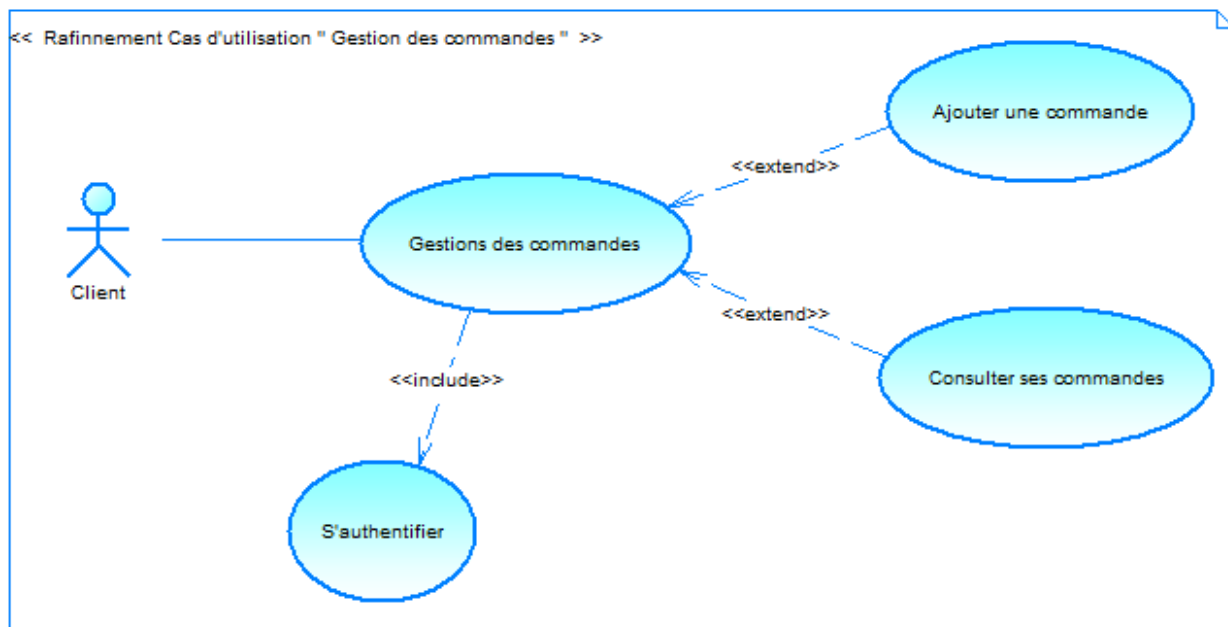 << Rafinnement Cas d'utilisation " Gestion des commandes " >>
Ajouter une commande
<<extend>>
Gestions des commandes
Client
<<extend>>
Consulter ses commandes
<<include>>
S'authentifier